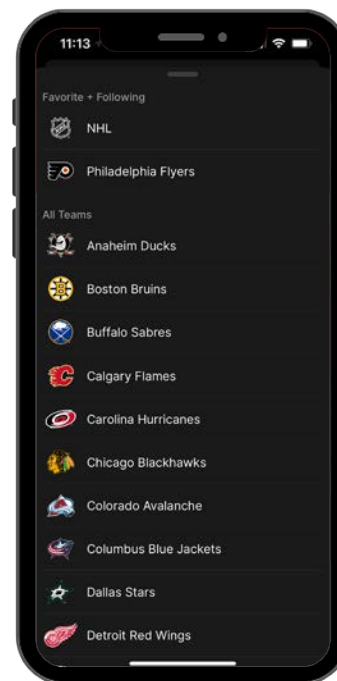 11:13
Favorite + Following
NHL
Philadelphia Flyers
All Teams
Anaheim Ducks
Boston Bruins
Buffalo Sabres
Calgary Flames
Carolina Hurricanes
Chicago Blackhawks
Colorado Avalanche
Columbus Blue Jackets
Dallas Stars
Detroit Red Wings